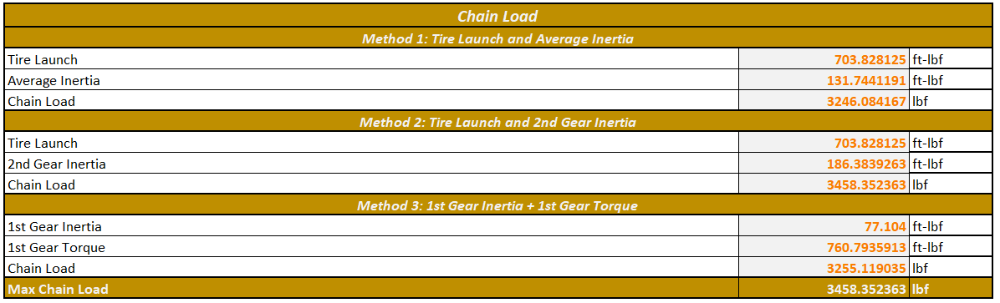 Chain Load
Method 1: Tire Launch and Average Inertia
Tire Launch 703.828125 ft-lbf
Average Inertia 131.7441191 ft-lbf
Chain Load 3246.084167 lbf
Method 2: Tire Launch and 2nd Gear Inertia
Tire Launch 703.828125 ft-lbf
2nd Gear Inertia 186.3839263 ft-lbf
Chain Load 3458.352363 lbf
Method 3: 1st Gear Inertia + 1st Gear Torque
1st Gear Inertia 77.104 ft-lbf
1st Gear Torque 760.7935913 ft-lbf
Chain Load 3255.119035 lbf
Max Chain Load 3458.352363 lbf